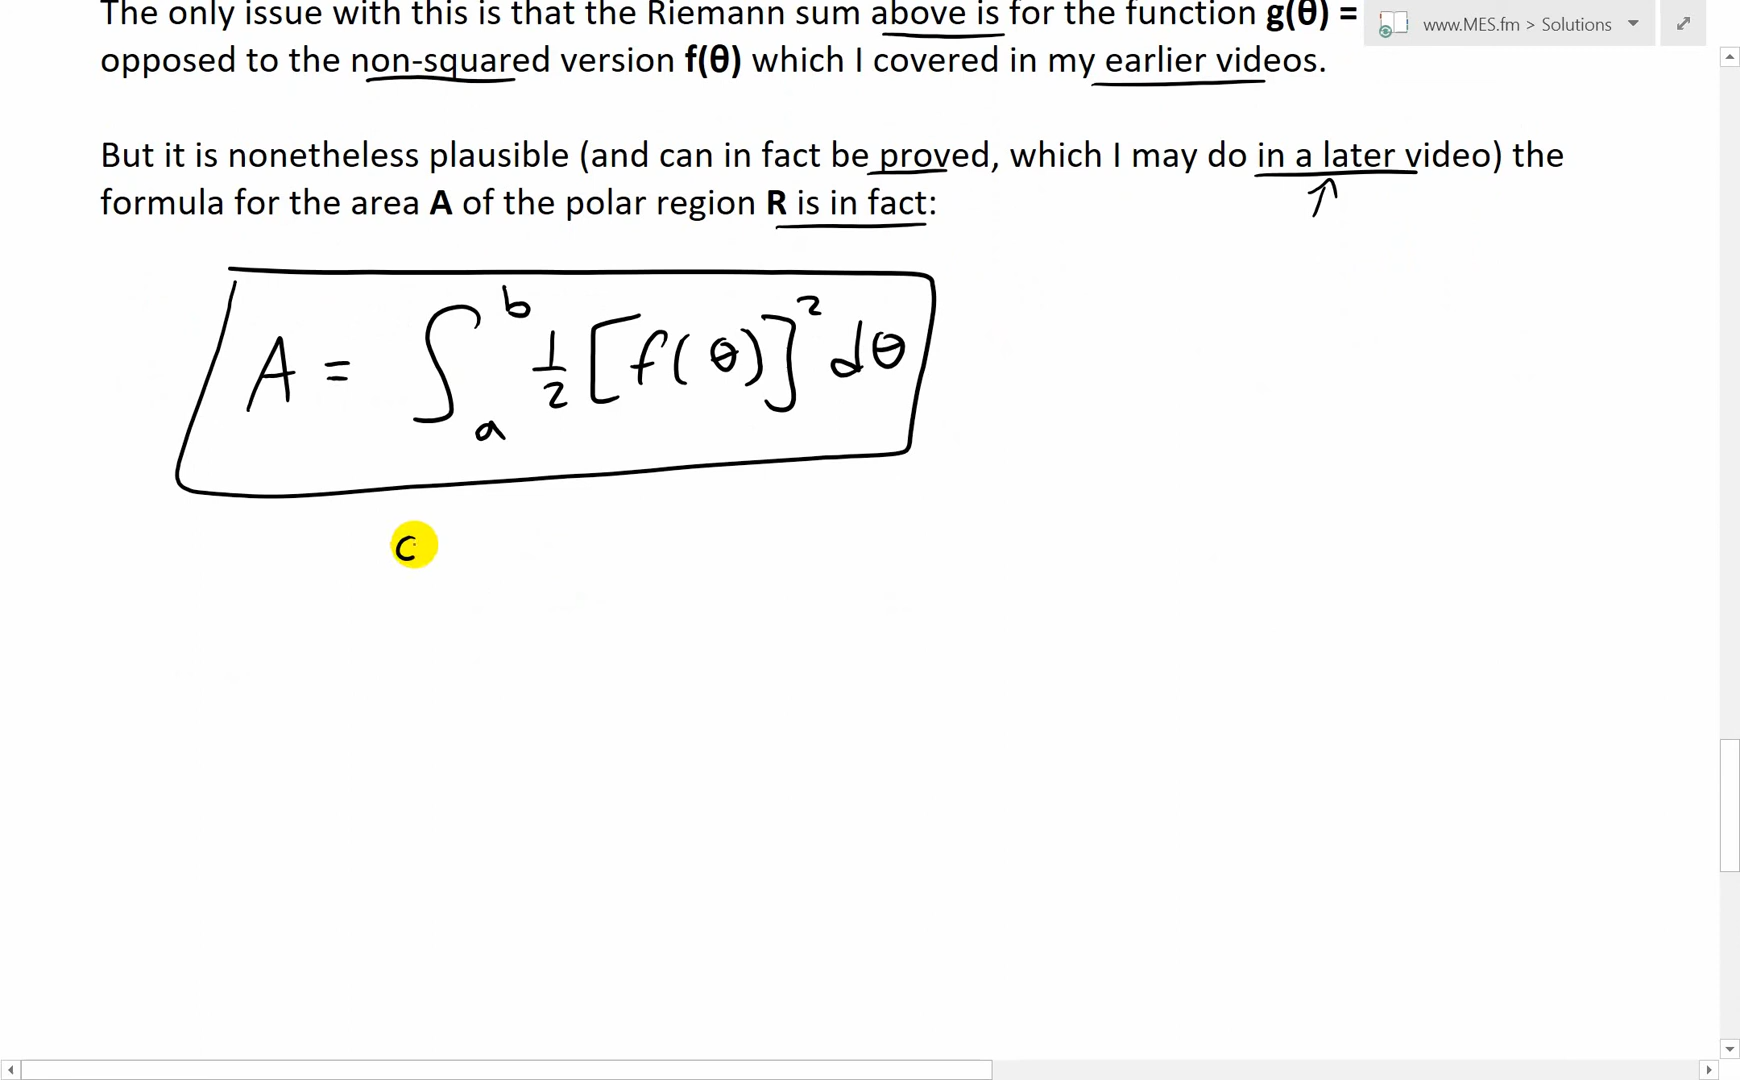 The only issue with this is that the Riemann sum above is for the function g(θ) =
www.MES.fm > Solutions
opposed to the non-squared version f(θ) which I covered in my earlier videos.
But it is nonetheless plausible (and can in fact be proved, which I may do in a later video) the
formula for the area A of the polar region R is in fact:
A = ∫_a^b 1/2 [f(θ)]² dθ
c